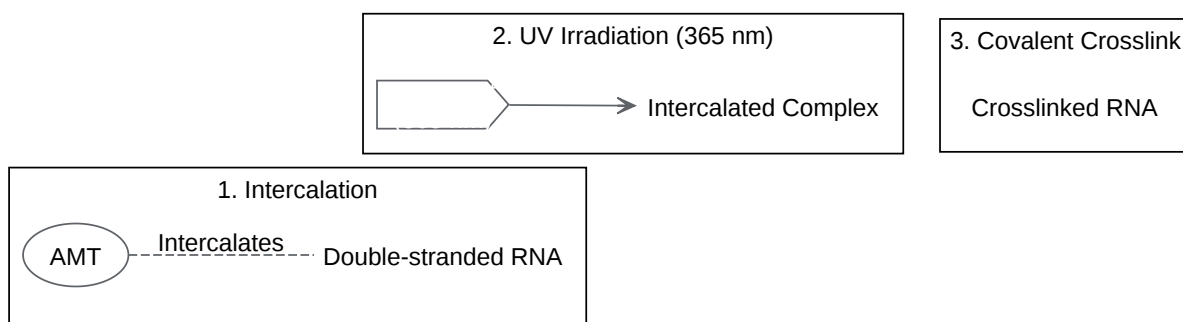 2. UV Irradiation (365 nm)
Intercalated Complex
3. Covalent Crosslink
Crosslinked RNA
1. Intercalation
AMT
Intercalates
Double-stranded RNA